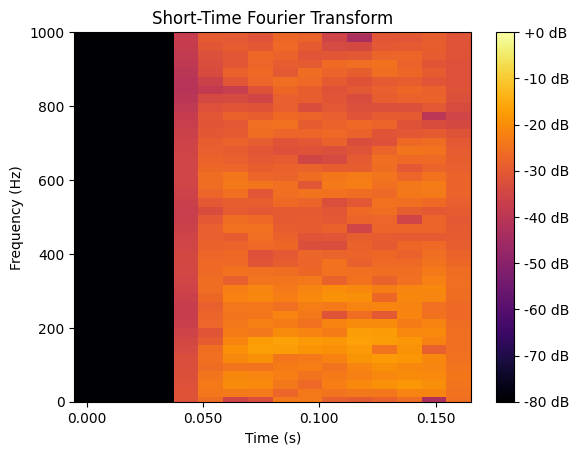 Short-Time Fourier Transform
1000
800
600
400
200
0
Frequency (Hz)
0.000
0.050
0.100
0.150
Time (s)
+0 dB
-10 dB
-20 dB
-30 dB
-40 dB
-50 dB
-60 dB
-70 dB
-80 dB